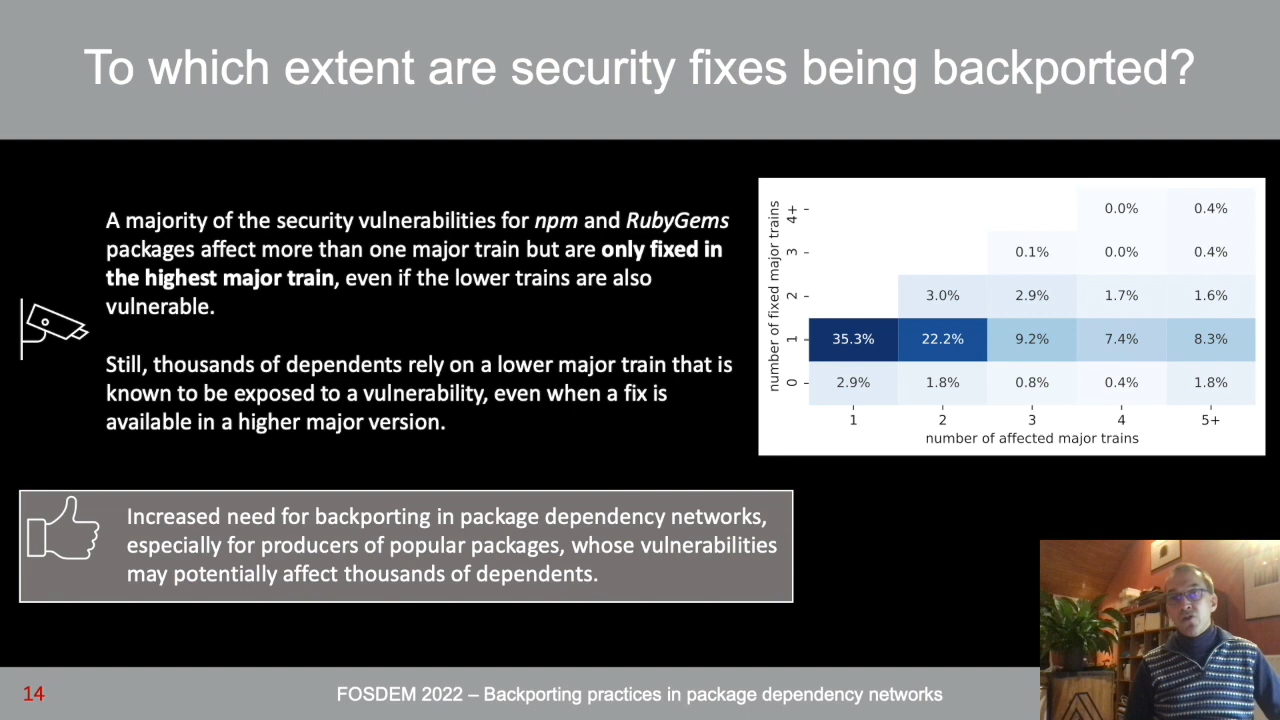 To which extent are security fixes being backported?
A majority of the security vulnerabilities for npm and RubyGems
packages affect more than one major train but are only fixed in
the highest major train, even if the lower trains are also
vulnerable.
Still, thousands of dependents rely on a lower major train that is
known to be exposed to a vulnerability, even when a fix is
available in a higher major version.
number of fixed major trains
4+ 0.0% 0.4%
3 0.1% 0.0% 0.4%
2 3.0% 2.9% 1.7% 1.6%
1 35.3% 22.2% 9.2% 7.4% 8.3%
0 2.9% 1.8% 0.8% 0.4% 1.8%
1 2 3 4 5+
number of affected major trains
Increased need for backporting in package dependency networks,
especially for producers of popular packages, whose vulnerabilities
may potentially affect thousands of dependents.
14
FOSDEM 2022 – Backporting practices in package dependency networks